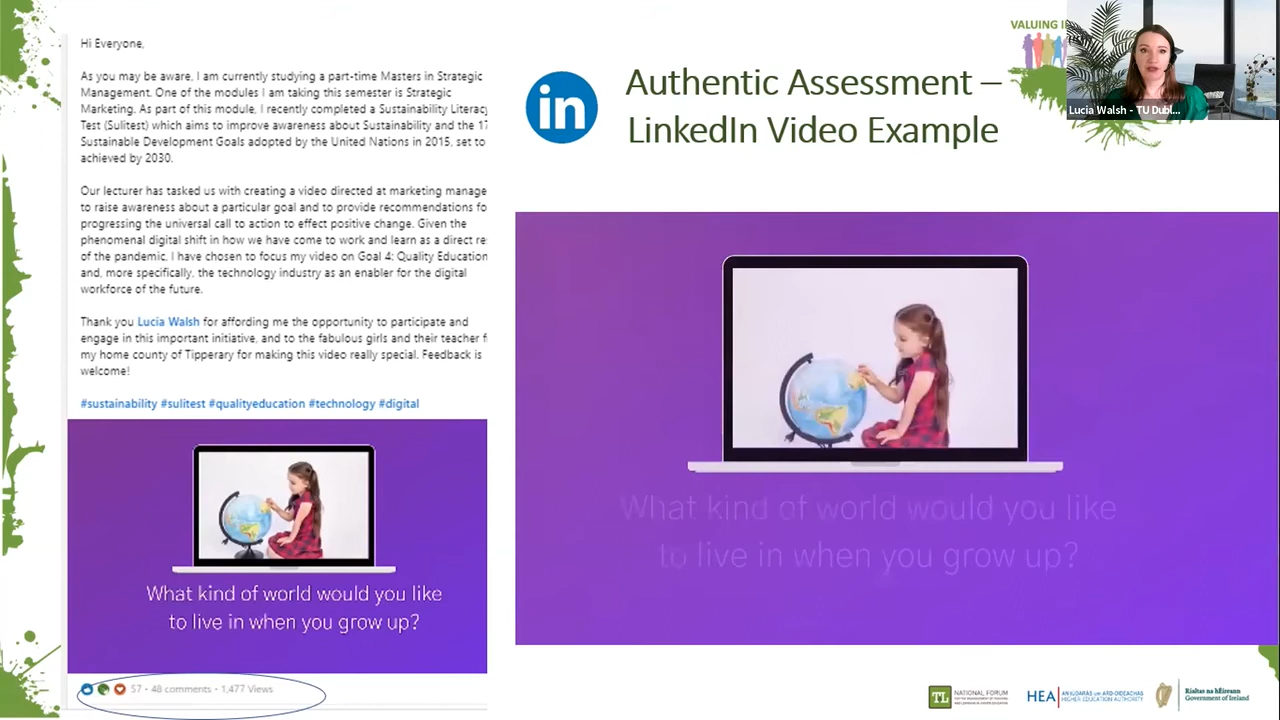 Hi Everyone,
As you may be aware, I am currently studying a part-time Masters in Strategic
Management. One of the modules I am taking this semester is Strategic
Marketing. As part of this module, I recently completed a Sustainability Literacy
Test (Sulitest) which aims to improve awareness about Sustainability and the 17
Sustainable Development Goals adopted by the United Nations in 2015, set to
achieved by 2030.
Our lecturer has tasked us with creating a video directed at marketing manage
to raise awareness about a particular goal and to provide recommendations fo
progressing the universal call to action to effect positive change. Given the
phenomenal digital shift in how we have come to work and learn as a direct re
of the pandemic, I have chosen to focus my video on Goal 4: Quality Education
and, more specifically, the technology industry as an enabler for the digital
workforce of the future.
Thank you Lucia Walsh for affording me the opportunity to participate and
engage in this important initiative, and to the fabulous girls and their teacher f
my home county of Tipperary for making this video really special. Feedback is
welcome!
#sustainability #sulitest #qualityeducation #technology #digital
What kind of world would you like
to live in when you grow up?
57 • 48 comments • 1,477 Views
in
Authentic Assessment –
LinkedIn Video Example
VALUING
Lucia Walsh - TU Dubl...
What kind of world would you like
to live in when you grow up?
TL
NATIONAL FORUM
HEA
AN tÚDARÁS um ARD-OIDEACHAS
HIGHER EDUCATION AUTHORITY
Rialtas na hÉireann
Government of Ireland